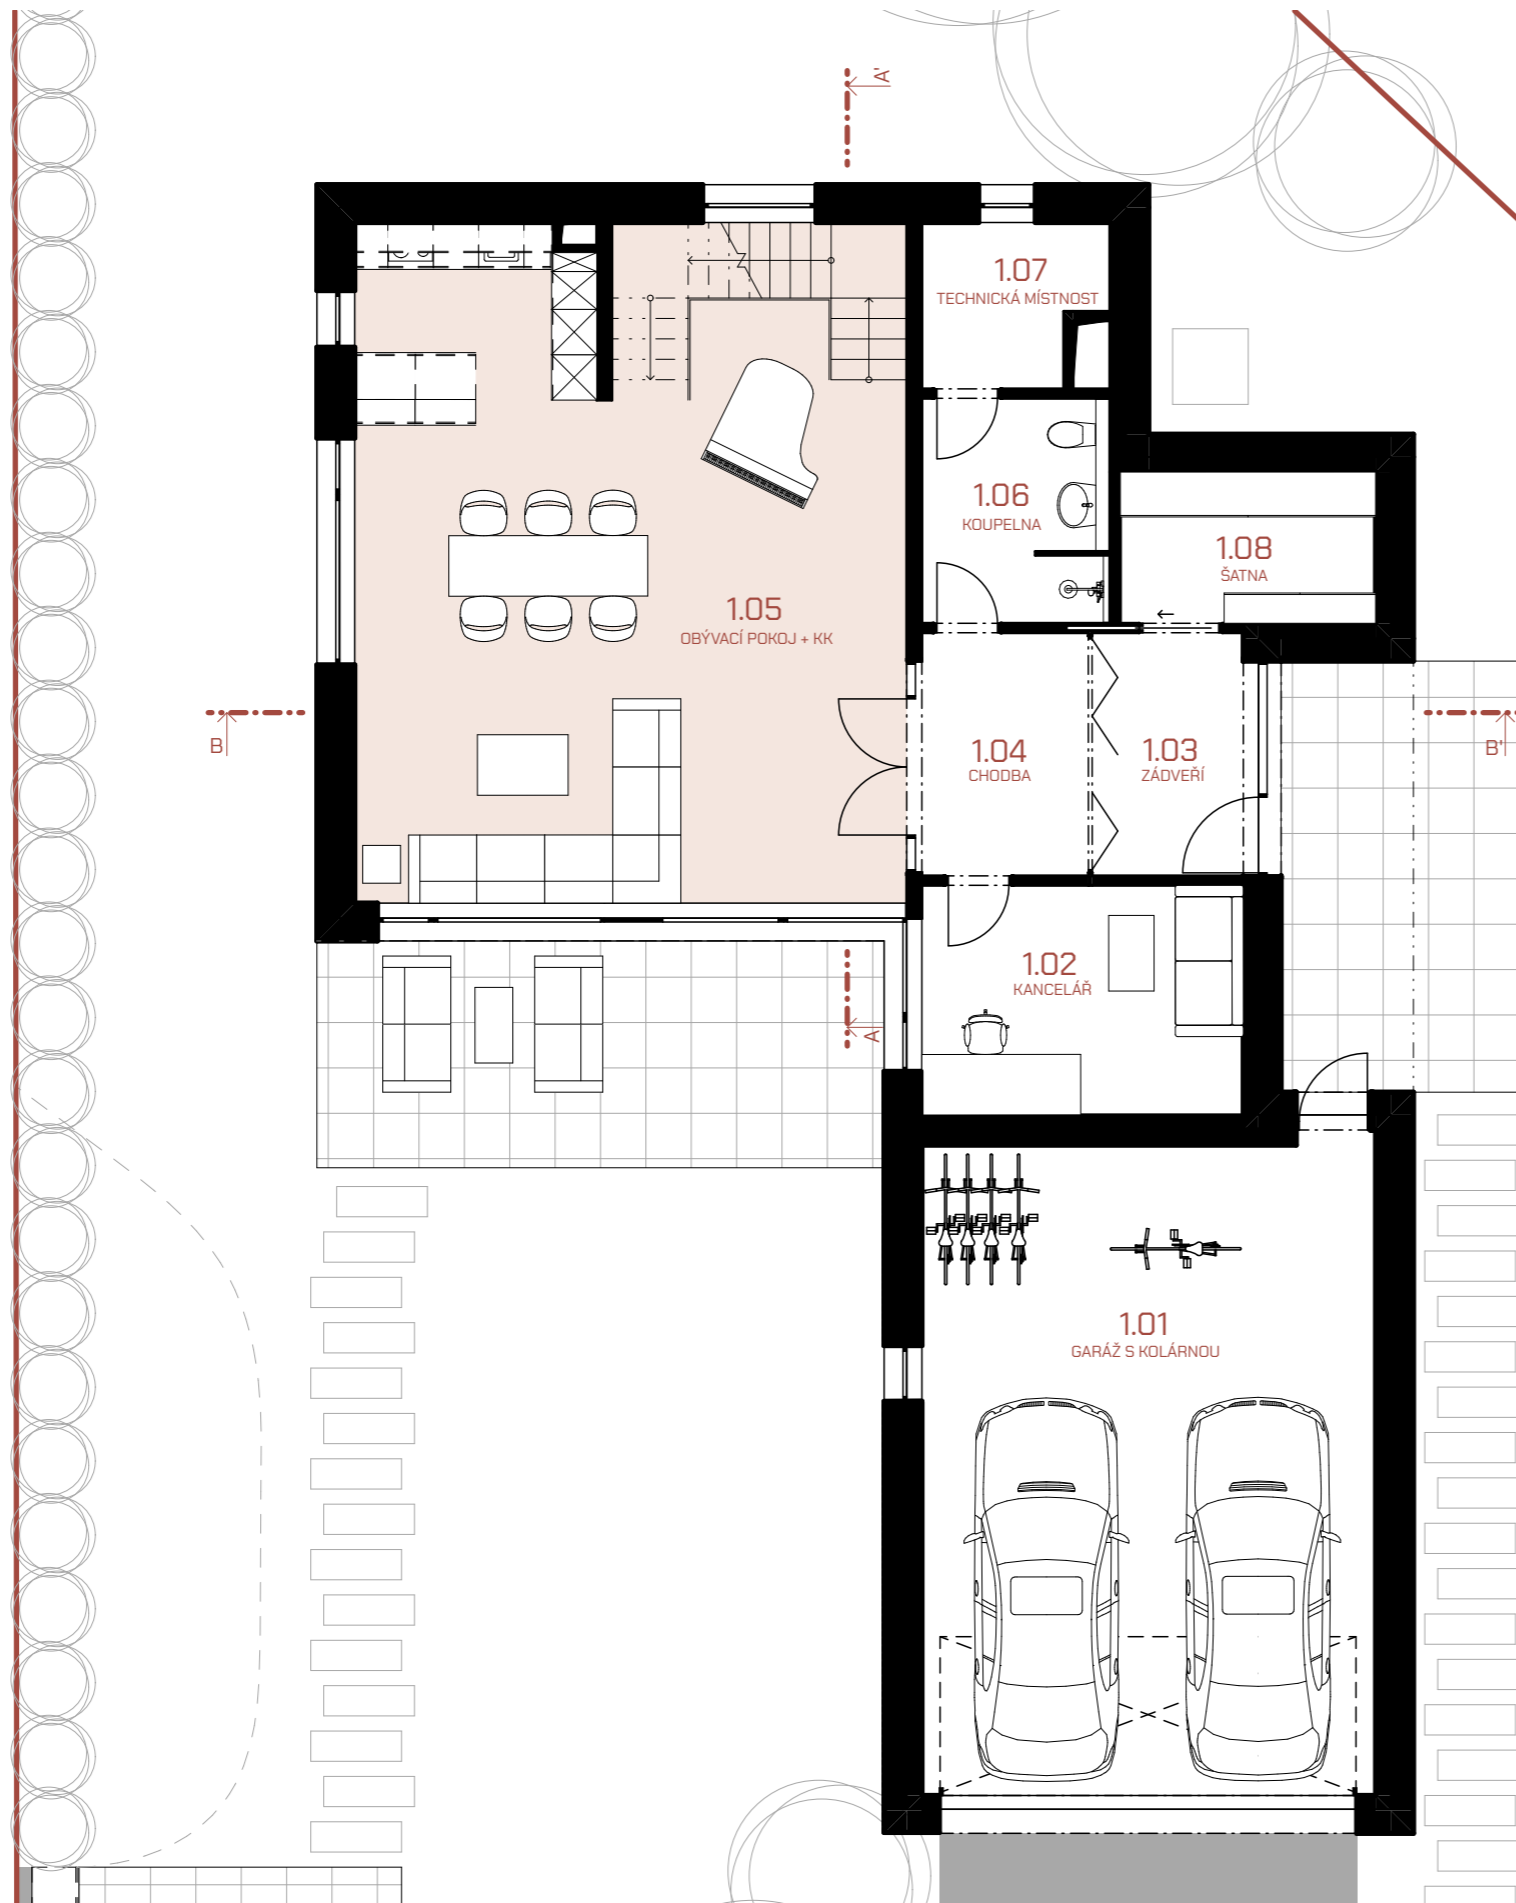 A'
1.07
TECHNICKÁ MÍSTNOST
1.06
KOUPELNA
1.08
ŠATNA
1.05
OBÝVACÍ POKOJ + KK
B
1.04
CHODBA
1.03
ZÁDVEŘÍ
B'
1.02
KANCELÁŘ
A
1.01
GARÁŽ S KOLÁRNOU